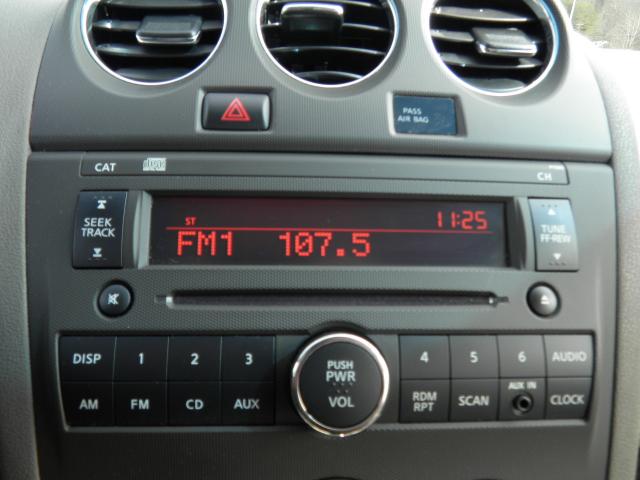 PASS
AIR BAG
CAT
CH
SEEK
TRACK
ST
11:25
FM1 107.5
TUNE
FF·REW
DISP 1 2 3
PUSH
PWR
VOL
4 5 6 AUDIO
AM FM CD AUX
RDM
RPT
SCAN
AUX IN
CLOCK